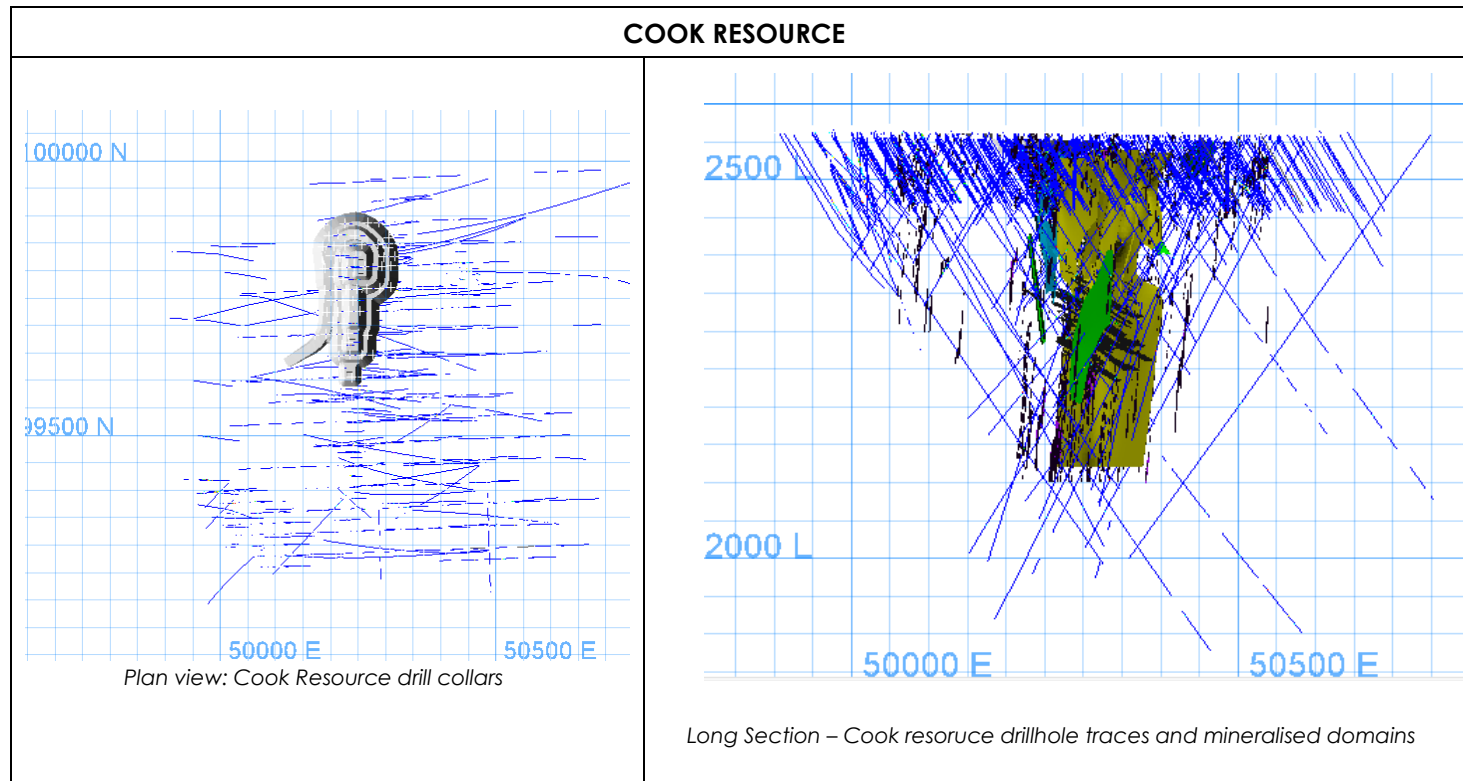 COOK RESOURCE
100000 N
99500 N
50000 E
50500 E
Plan view: Cook Resource drill collars
2500 L
2000 L
50000 E
50500 E
Long Section – Cook resoruce drillhole traces and mineralised domains